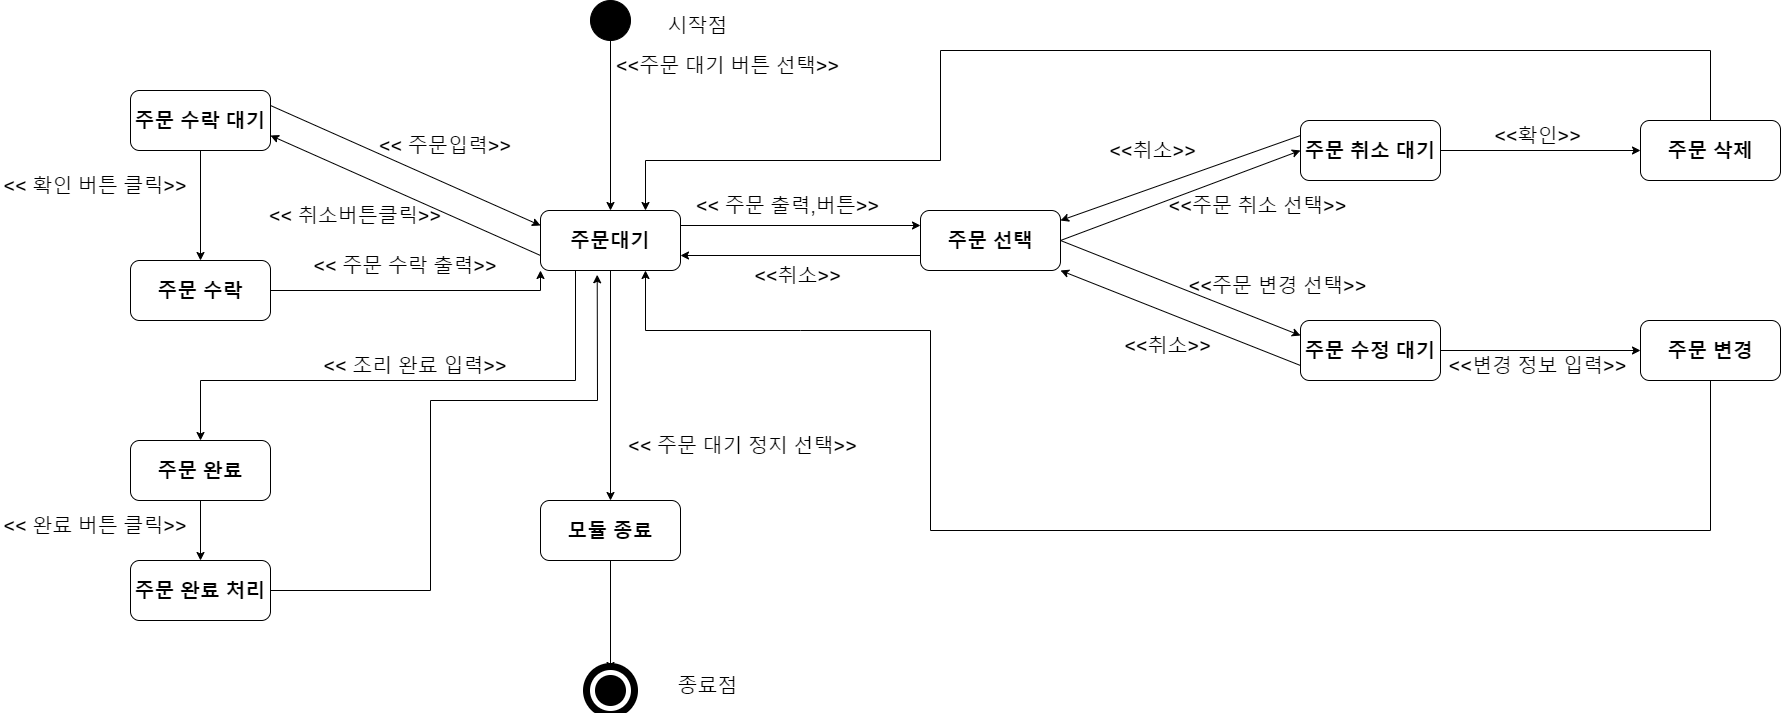 시작점
<<주문 대기 버튼 선택>>
주문 수락 대기
<< 주문입력>>
<< 확인 버튼 클릭>>
<< 취소버튼클릭>>
주문 수락
<< 주문 수락 출력>>
주문대기
<< 주문 출력,버튼>>
<<취소>>
주문 선택
<<취소>>
<<주문 취소 선택>>
주문 취소 대기
<<확인>>
주문 삭제
<<주문 변경 선택>>
<<취소>>
주문 수정 대기
<<변경 정보 입력>>
주문 변경
<< 조리 완료 입력>>
주문 완료
<< 완료 버튼 클릭>>
주문 완료 처리
<< 주문 대기 정지 선택>>
모듈 종료
종료점